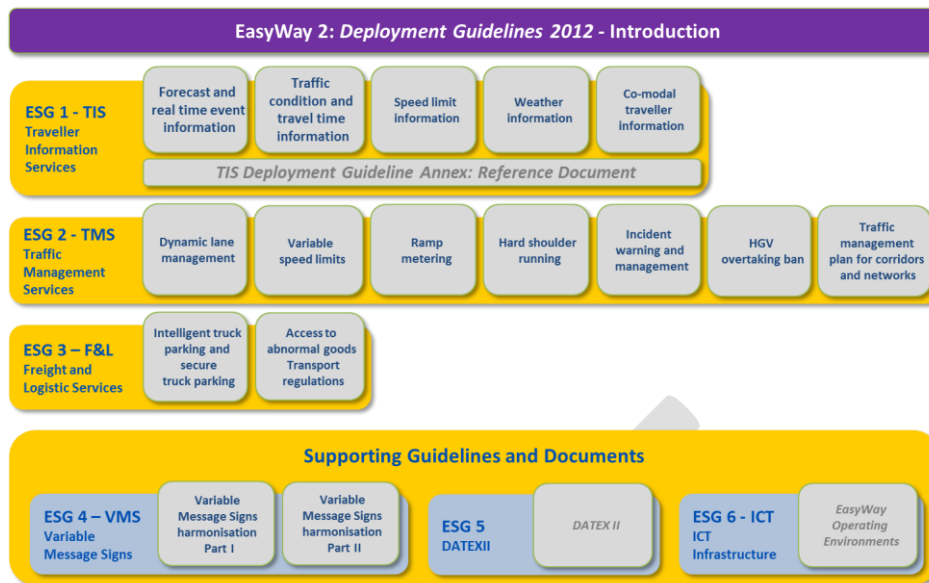 EasyWay 2: Deployment Guidelines 2012 - Introduction
ESG 1 - TIS
Traveller
Information
Services
Forecast and
real time event
information
Traffic
condition and
travel time
information
Speed limit
information
Weather
information
Co-modal
traveller
information
TIS Deployment Guideline Annex: Reference Document
ESG 2 - TMS
Traffic
Management
Services
Dynamic lane
management
Variable
speed limits
Ramp
metering
Hard shoulder
running
Incident
warning and
management
HGV
overtaking ban
Traffic
management
plan for corridors
and networks
ESG 3 – F&L
Freight and
Logistic Services
Intelligent truck
parking and
secure
truck parking
Access to
abnormal goods
Transport
regulations
Supporting Guidelines and Documents
ESG 4 – VMS
Variable
Message Signs
Variable
Message Signs
harmonisation
Part I
Variable
Message Signs
harmonisation
Part II
ESG 5
DATEXII
DATEX II
ESG 6 - ICT
ICT
Infrastructure
EasyWay
Operating
Environments